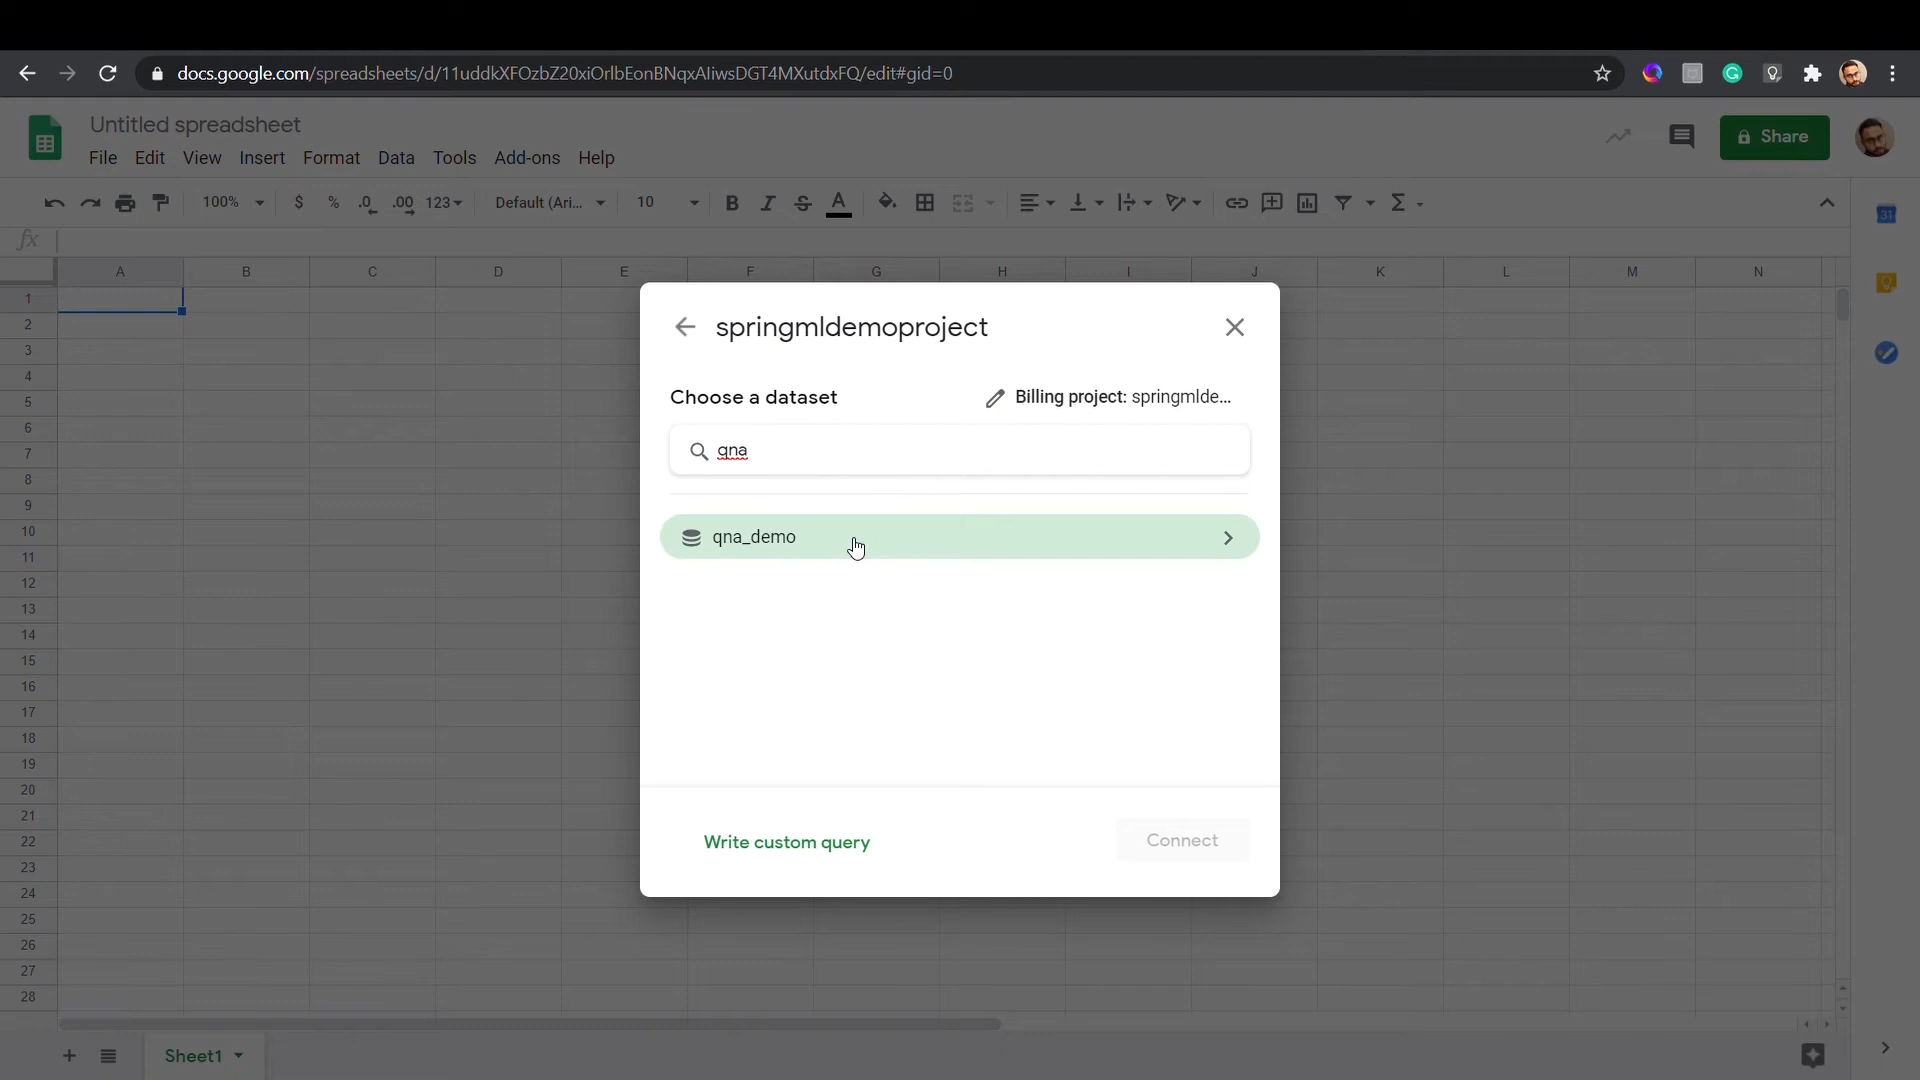 docs.google.com/spreadsheets/d/11uddkXFOzbZ20xiOrlbEonBNqxAliwsDGT4MXutdxFQ/edit#gid=0
Untitled spreadsheet
File Edit View Insert Format Data Tools Add-ons Help
Share
100% $ % .0 .00 123 Default (Ari... 10 B I S A Σ
31
fx
A B C D E F G H I J K L M N
1
2
3
4
5
6
7
8
9
10
11
12
13
14
15
16
17
18
19
20
21
22
23
24
25
26
27
28
springmldemoproject
Choose a dataset
Billing project: springmlde...
qna
qna_demo
Write custom query
Connect
Sheet1